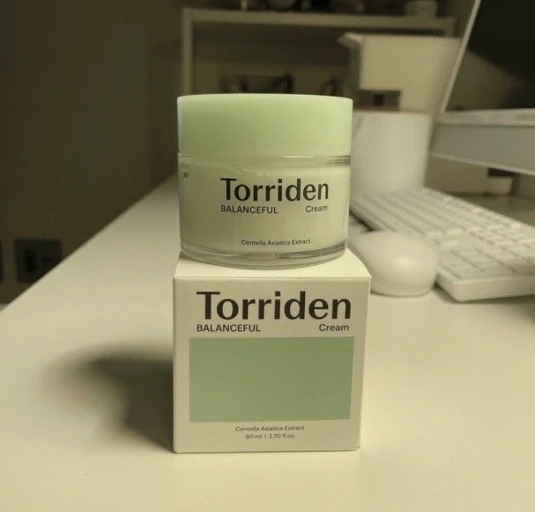 Torriden
BALANCEFUL Cream
Centella Asiatica Extract
Torriden
BALANCEFUL Cream
Centella Asiatica Extract
80 ml | 2.70 fl.oz.